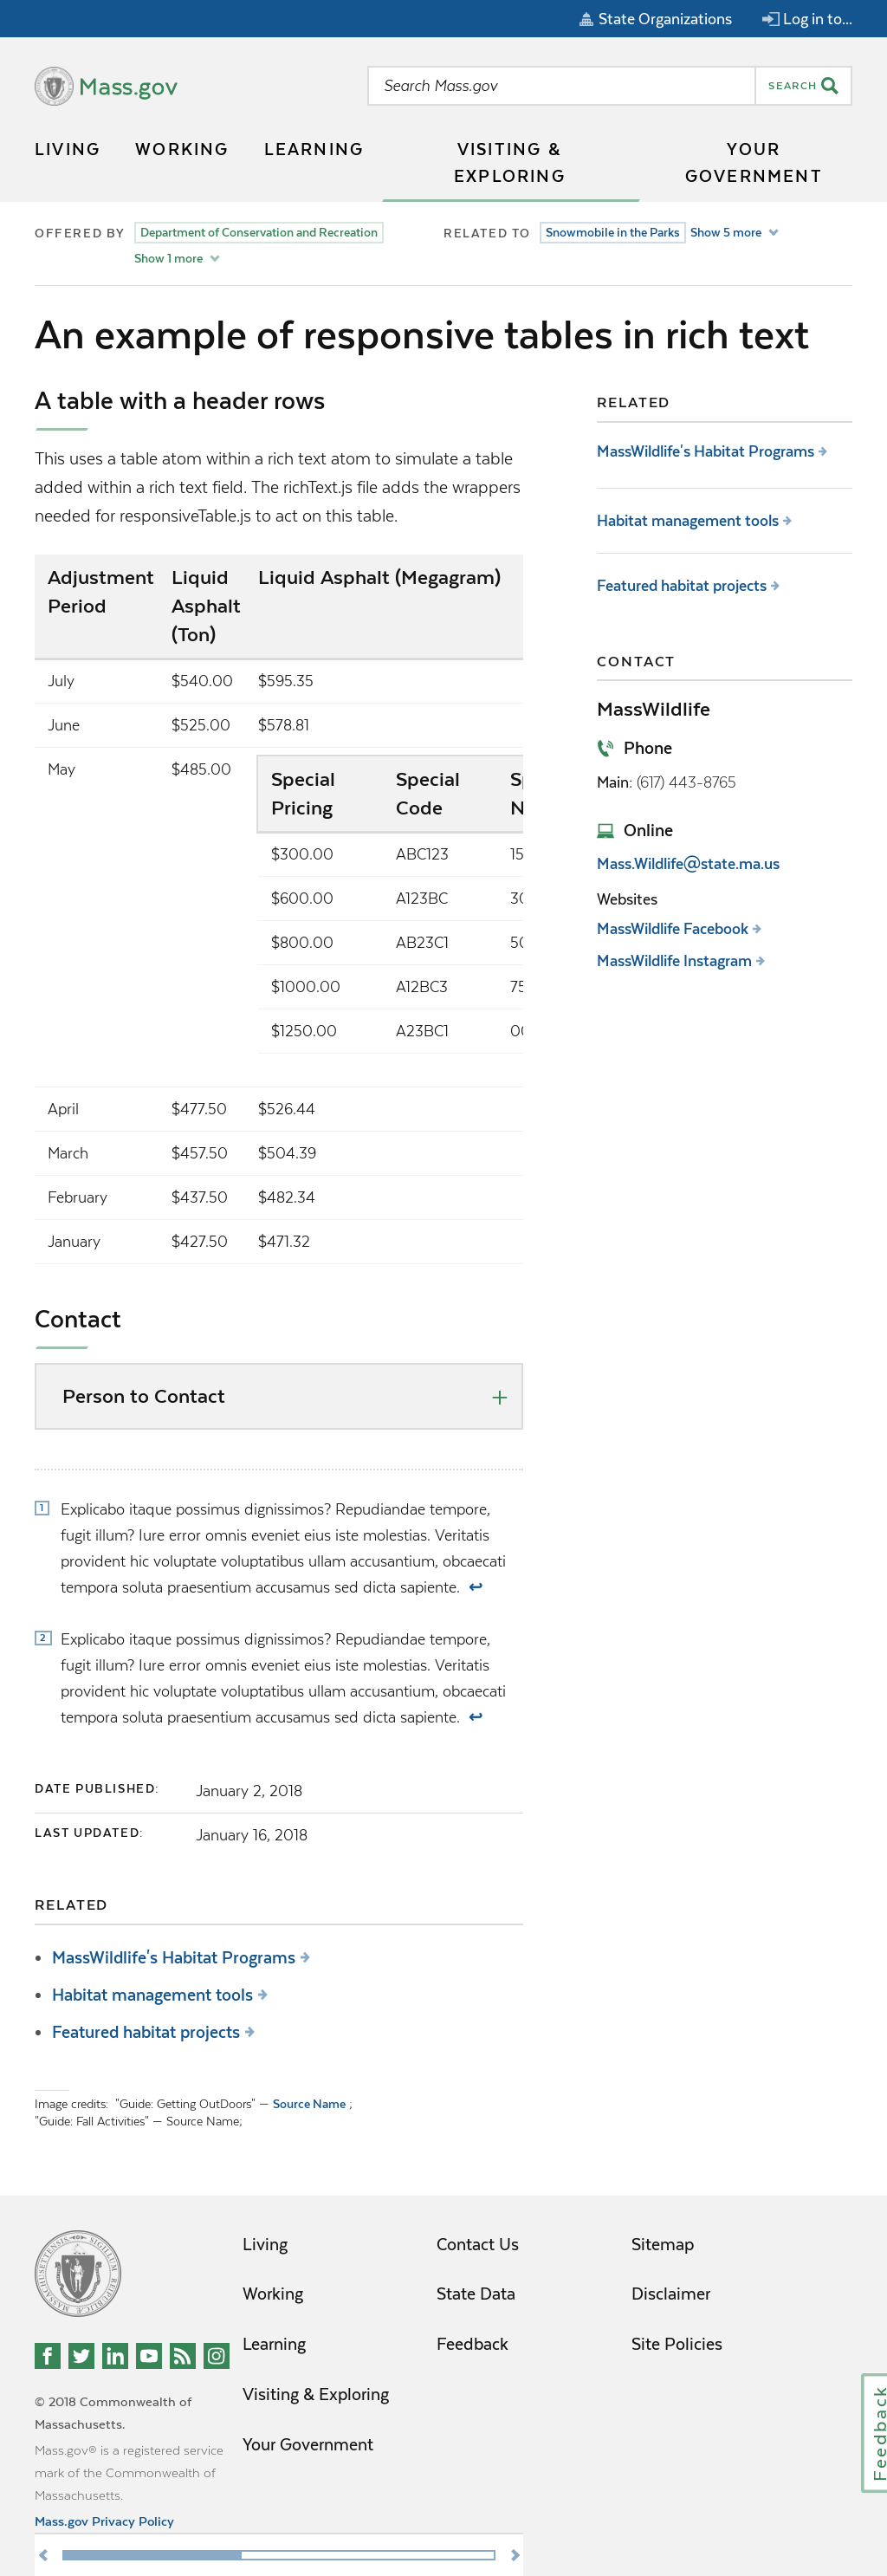 State Organizations
Log in to...
Mass.gov
Search Mass.gov
SEARCH
LIVING
WORKING
LEARNING
VISITING &
EXPLORING
YOUR
GOVERNMENT
OFFERED BY Department of Conservation and Recreation
Show 1 more
RELATED TO Snowmobile in the Parks Show 5 more
An example of responsive tables in rich text
A table with a header rows
This uses a table atom within a rich text atom to simulate a table
added within a rich text field. The richText.js file adds the wrappers
needed for responsiveTable.js to act on this table.
Adjustment Liquid Liquid Asphalt (Megagram)
Period Asphalt
(Ton)
July $540.00 $595.35
June $525.00 $578.81
May $485.00
Special Special
Pricing Code
$300.00 ABC123 15
$600.00 A123BC
$800.00 AB23C1
$1000.00 A12BC3 75
$1250.00 A23BC1
April $477.50 $526.44
March $457.50 $504.39
February $437.50 $482.34
January $427.50 $471.32
Contact
Person to Contact
1 Explicabo itaque possimus dignissimos? Repudiandae tempore,
fugit illum? Iure error omnis eveniet eius iste molestias. Veritatis
provident hic voluptate voluptatibus ullam accusantium, obcaecati
tempora soluta praesentium accusamus sed dicta sapiente. ↩
2 Explicabo itaque possimus dignissimos? Repudiandae tempore,
fugit illum? Iure error omnis eveniet eius iste molestias. Veritatis
provident hic voluptate voluptatibus ullam accusantium, obcaecati
tempora soluta praesentium accusamus sed dicta sapiente. ↩
DATE PUBLISHED: January 2, 2018
LAST UPDATED: January 16, 2018
RELATED
• MassWildlife's Habitat Programs
• Habitat management tools
• Featured habitat projects
Image credits: "Guide: Getting OutDoors" — Source Name ;
"Guide: Fall Activities" — Source Name;
RELATED
MassWildlife's Habitat Programs
Habitat management tools
Featured habitat projects
CONTACT
MassWildlife
Phone
Main: (617) 443-8765
Online
Mass.Wildlife@state.ma.us
Websites
MassWildlife Facebook
MassWildlife Instagram
Living
Working
Learning
Visiting & Exploring
Your Government
Contact Us
State Data
Feedback
Sitemap
Disclaimer
Site Policies
© 2018 Commonwealth of
Massachusetts.
Mass.gov® is a registered service
mark of the Commonwealth of
Massachusetts.
Mass.gov Privacy Policy
Feedback